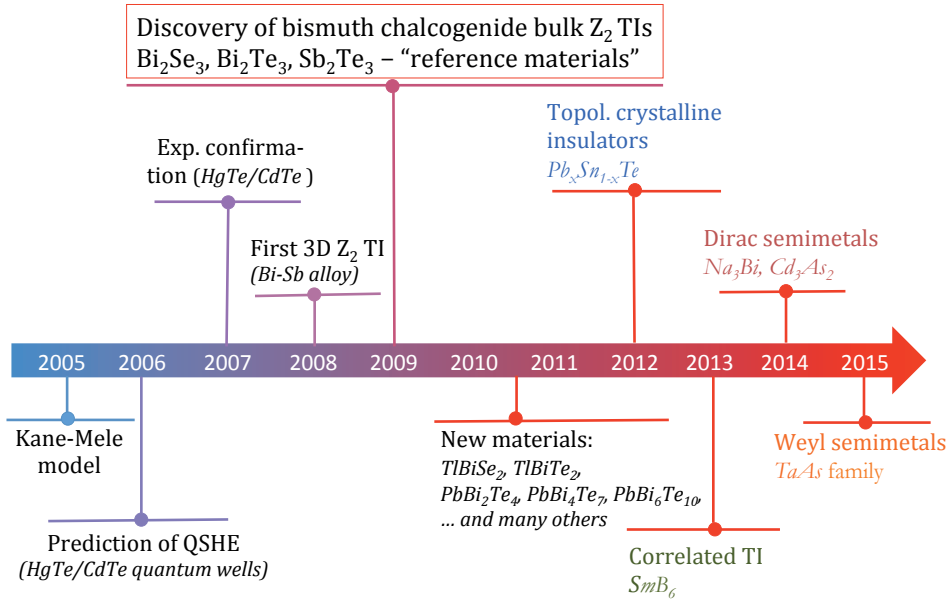 Discovery of bismuth chalcogenide bulk Z₂ TIs
Bi₂Se₃, Bi₂Te₃, Sb₂Te₃ – “reference materials”
Topol. crystalline
insulators
PbₓSn₁₋ₓTe
Exp. confirma-
tion (HgTe/CdTe )
First 3D Z₂ TI
(Bi-Sb alloy)
Dirac semimetals
Na₃Bi, Cd₃As₂
2005 2006 2007 2008 2009 2010 2011 2012 2013 2014 2015
Kane-Mele
model
New materials:
TlBiSe₂, TlBiTe₂,
PbBi₂Te₄, PbBi₄Te₇, PbBi₆Te₁₀,
... and many others
Weyl semimetals
TaAs family
Prediction of QSHE
(HgTe/CdTe quantum wells)
Correlated TI
SmB₆